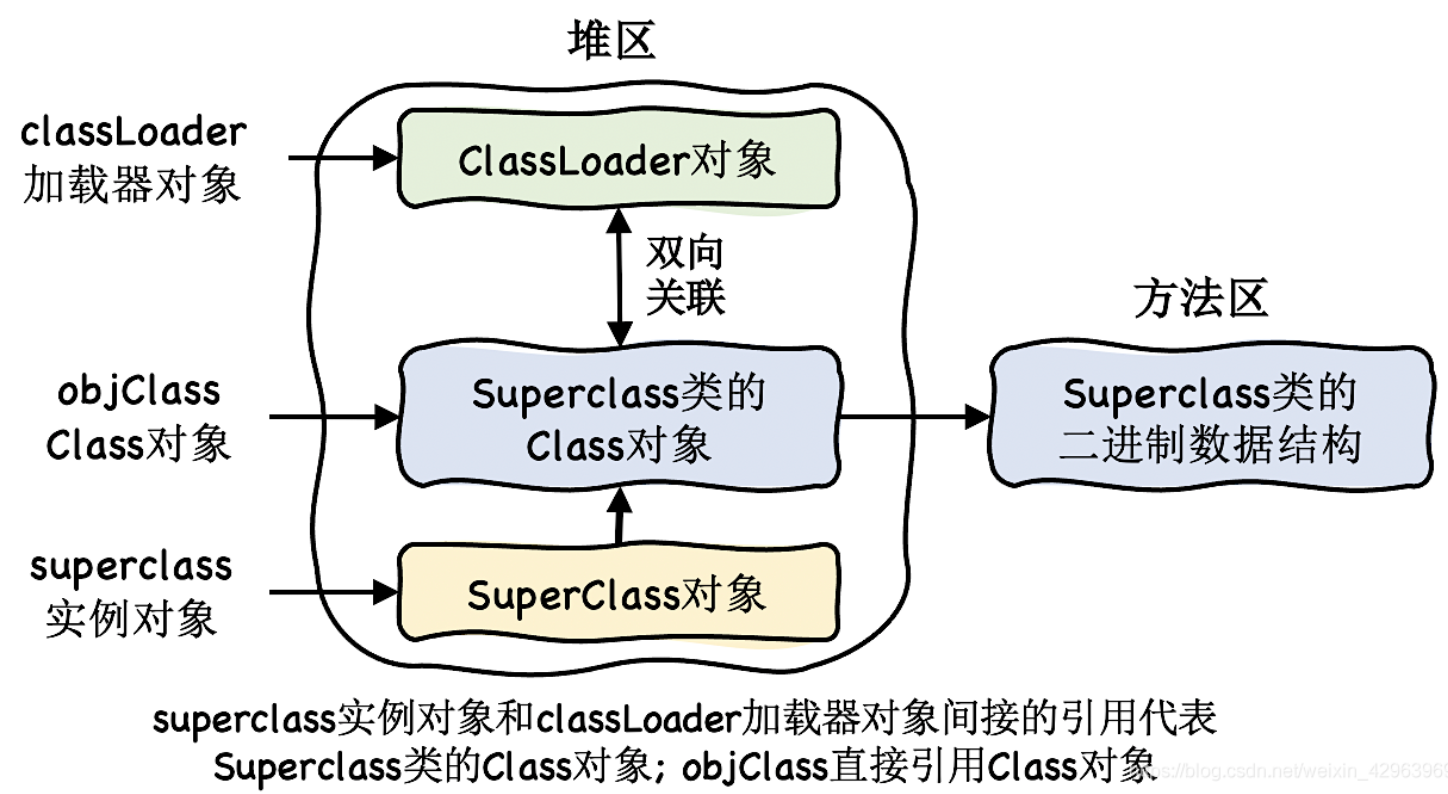 堆区
classLoader
加载器对象
ClassLoader对象
双向
关联
方法区
objClass
Class对象
Superclass类的
Class对象
Superclass类的
二进制数据结构
superclass
实例对象
SuperClass对象
superclass实例对象和classLoader加载器对象间接的引用代表
Superclass类的Class对象; objClass直接引用Class对象
https://blog.csdn.net/weixin_42963969